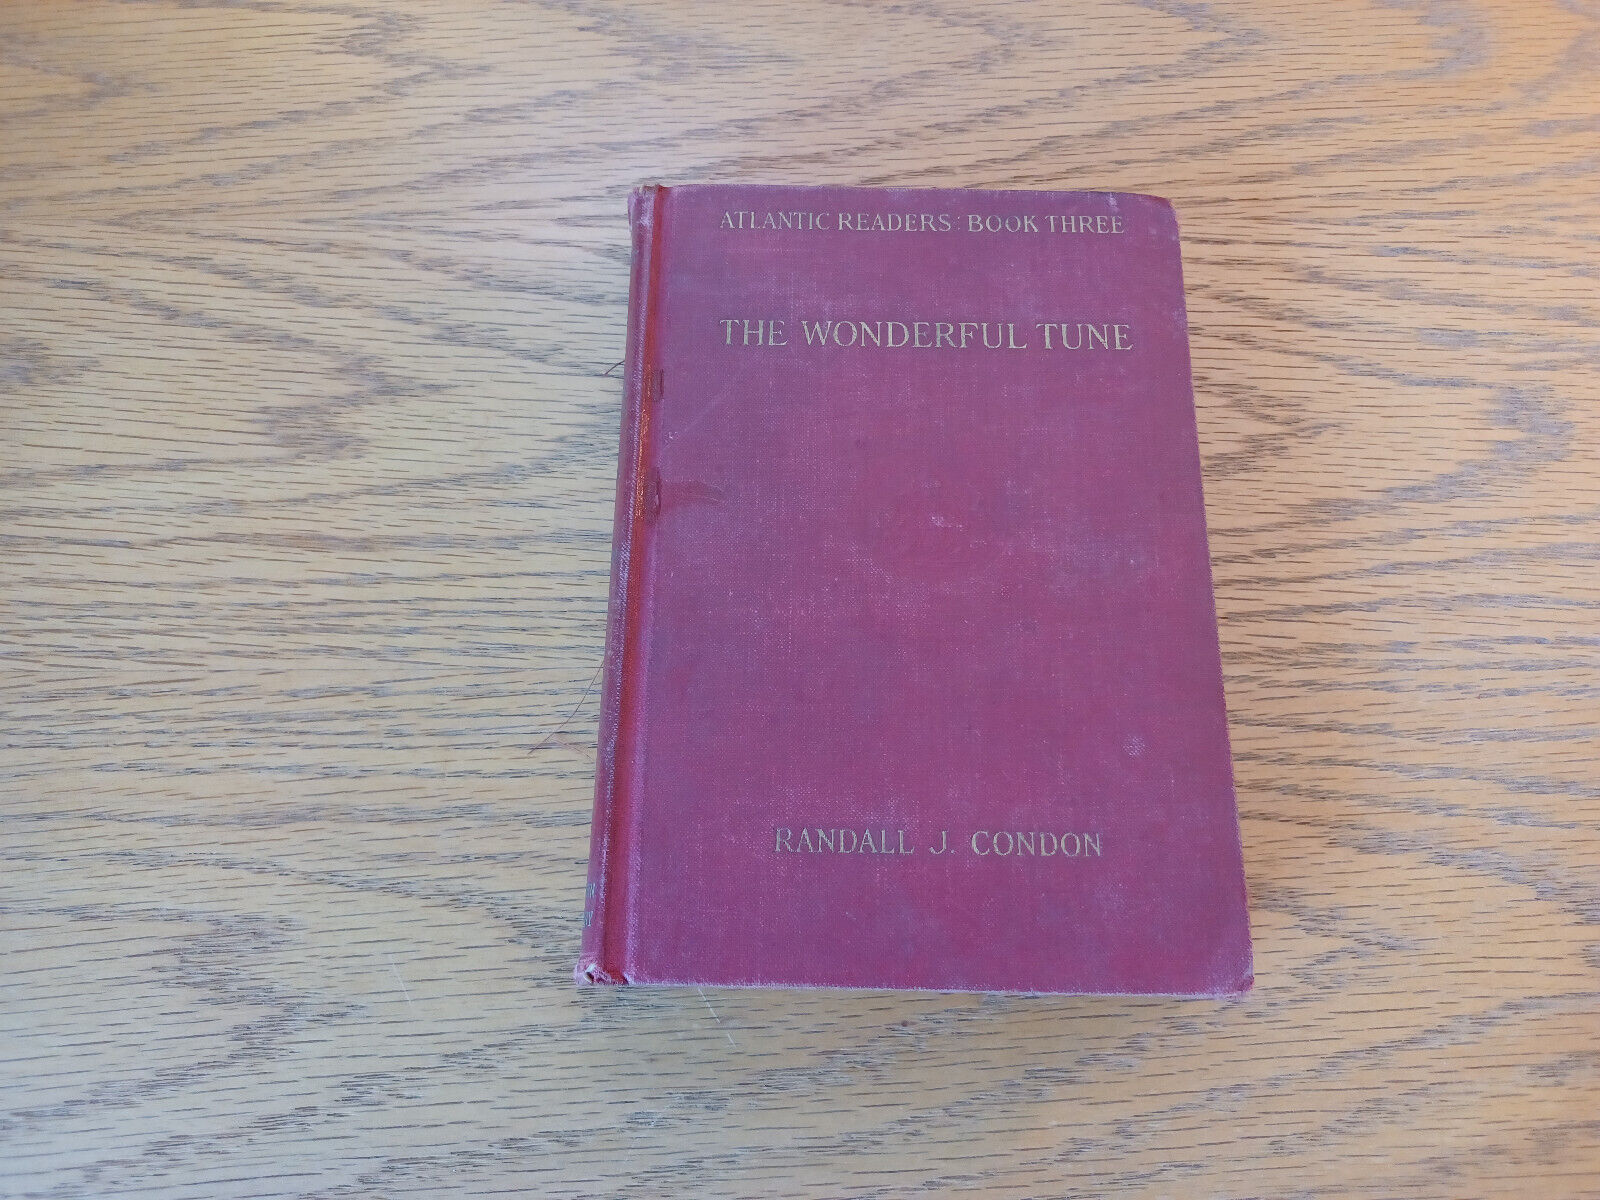 ATLANTIC READERS: BOOK THREE
THE WONDERFUL TUNE
RANDALL J. CONDON